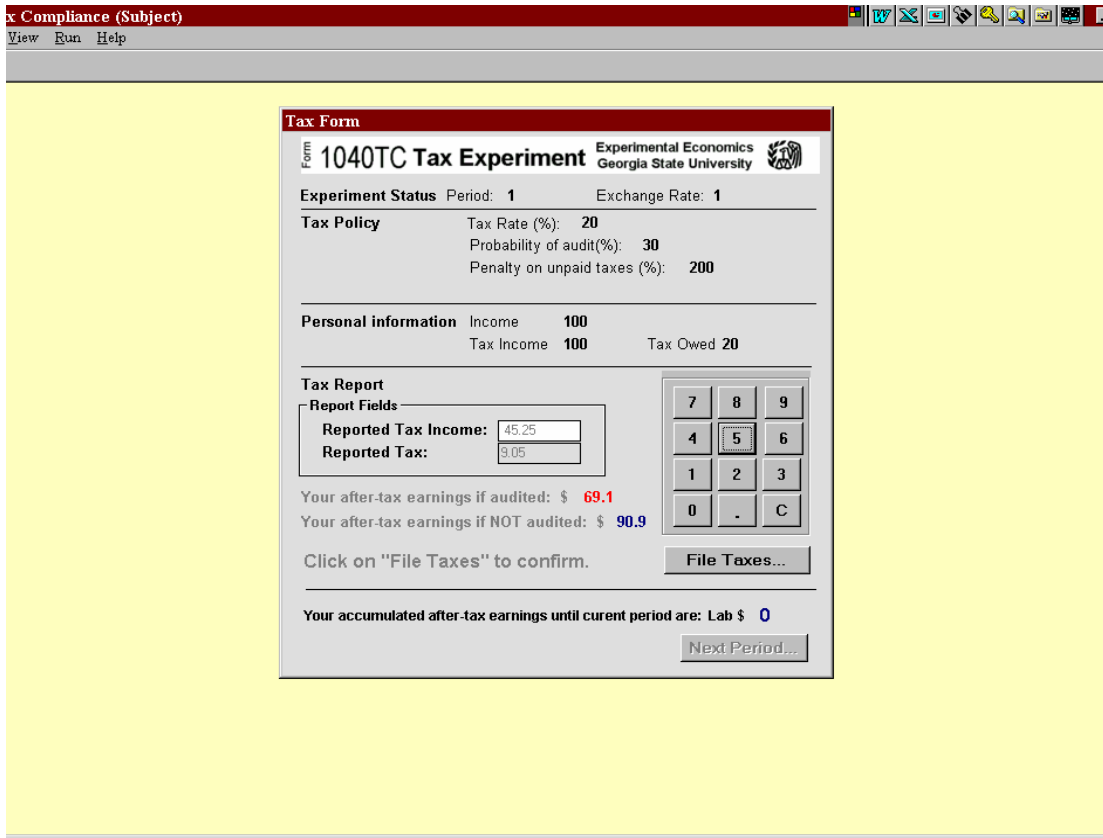 x Compliance (Subject)
View Run Help
Tax Form
Form 1040TC Tax Experiment Experimental Economics
Georgia State University
Experiment Status Period: 1 Exchange Rate: 1
Tax Policy Tax Rate (%): 20
Probability of audit(%): 30
Penalty on unpaid taxes (%): 200
Personal information Income 100
Tax Income 100 Tax Owed 20
Tax Report
Report Fields
Reported Tax Income: 45.25
Reported Tax: 9.05
7 8 9
4 5 6
1 2 3
0 . C
Your after-tax earnings if audited: $ 69.1
Your after-tax earnings if NOT audited: $ 90.9
Click on "File Taxes" to confirm.
File Taxes...
Your accumulated after-tax earnings until curent period are: Lab $ 0
Next Period...